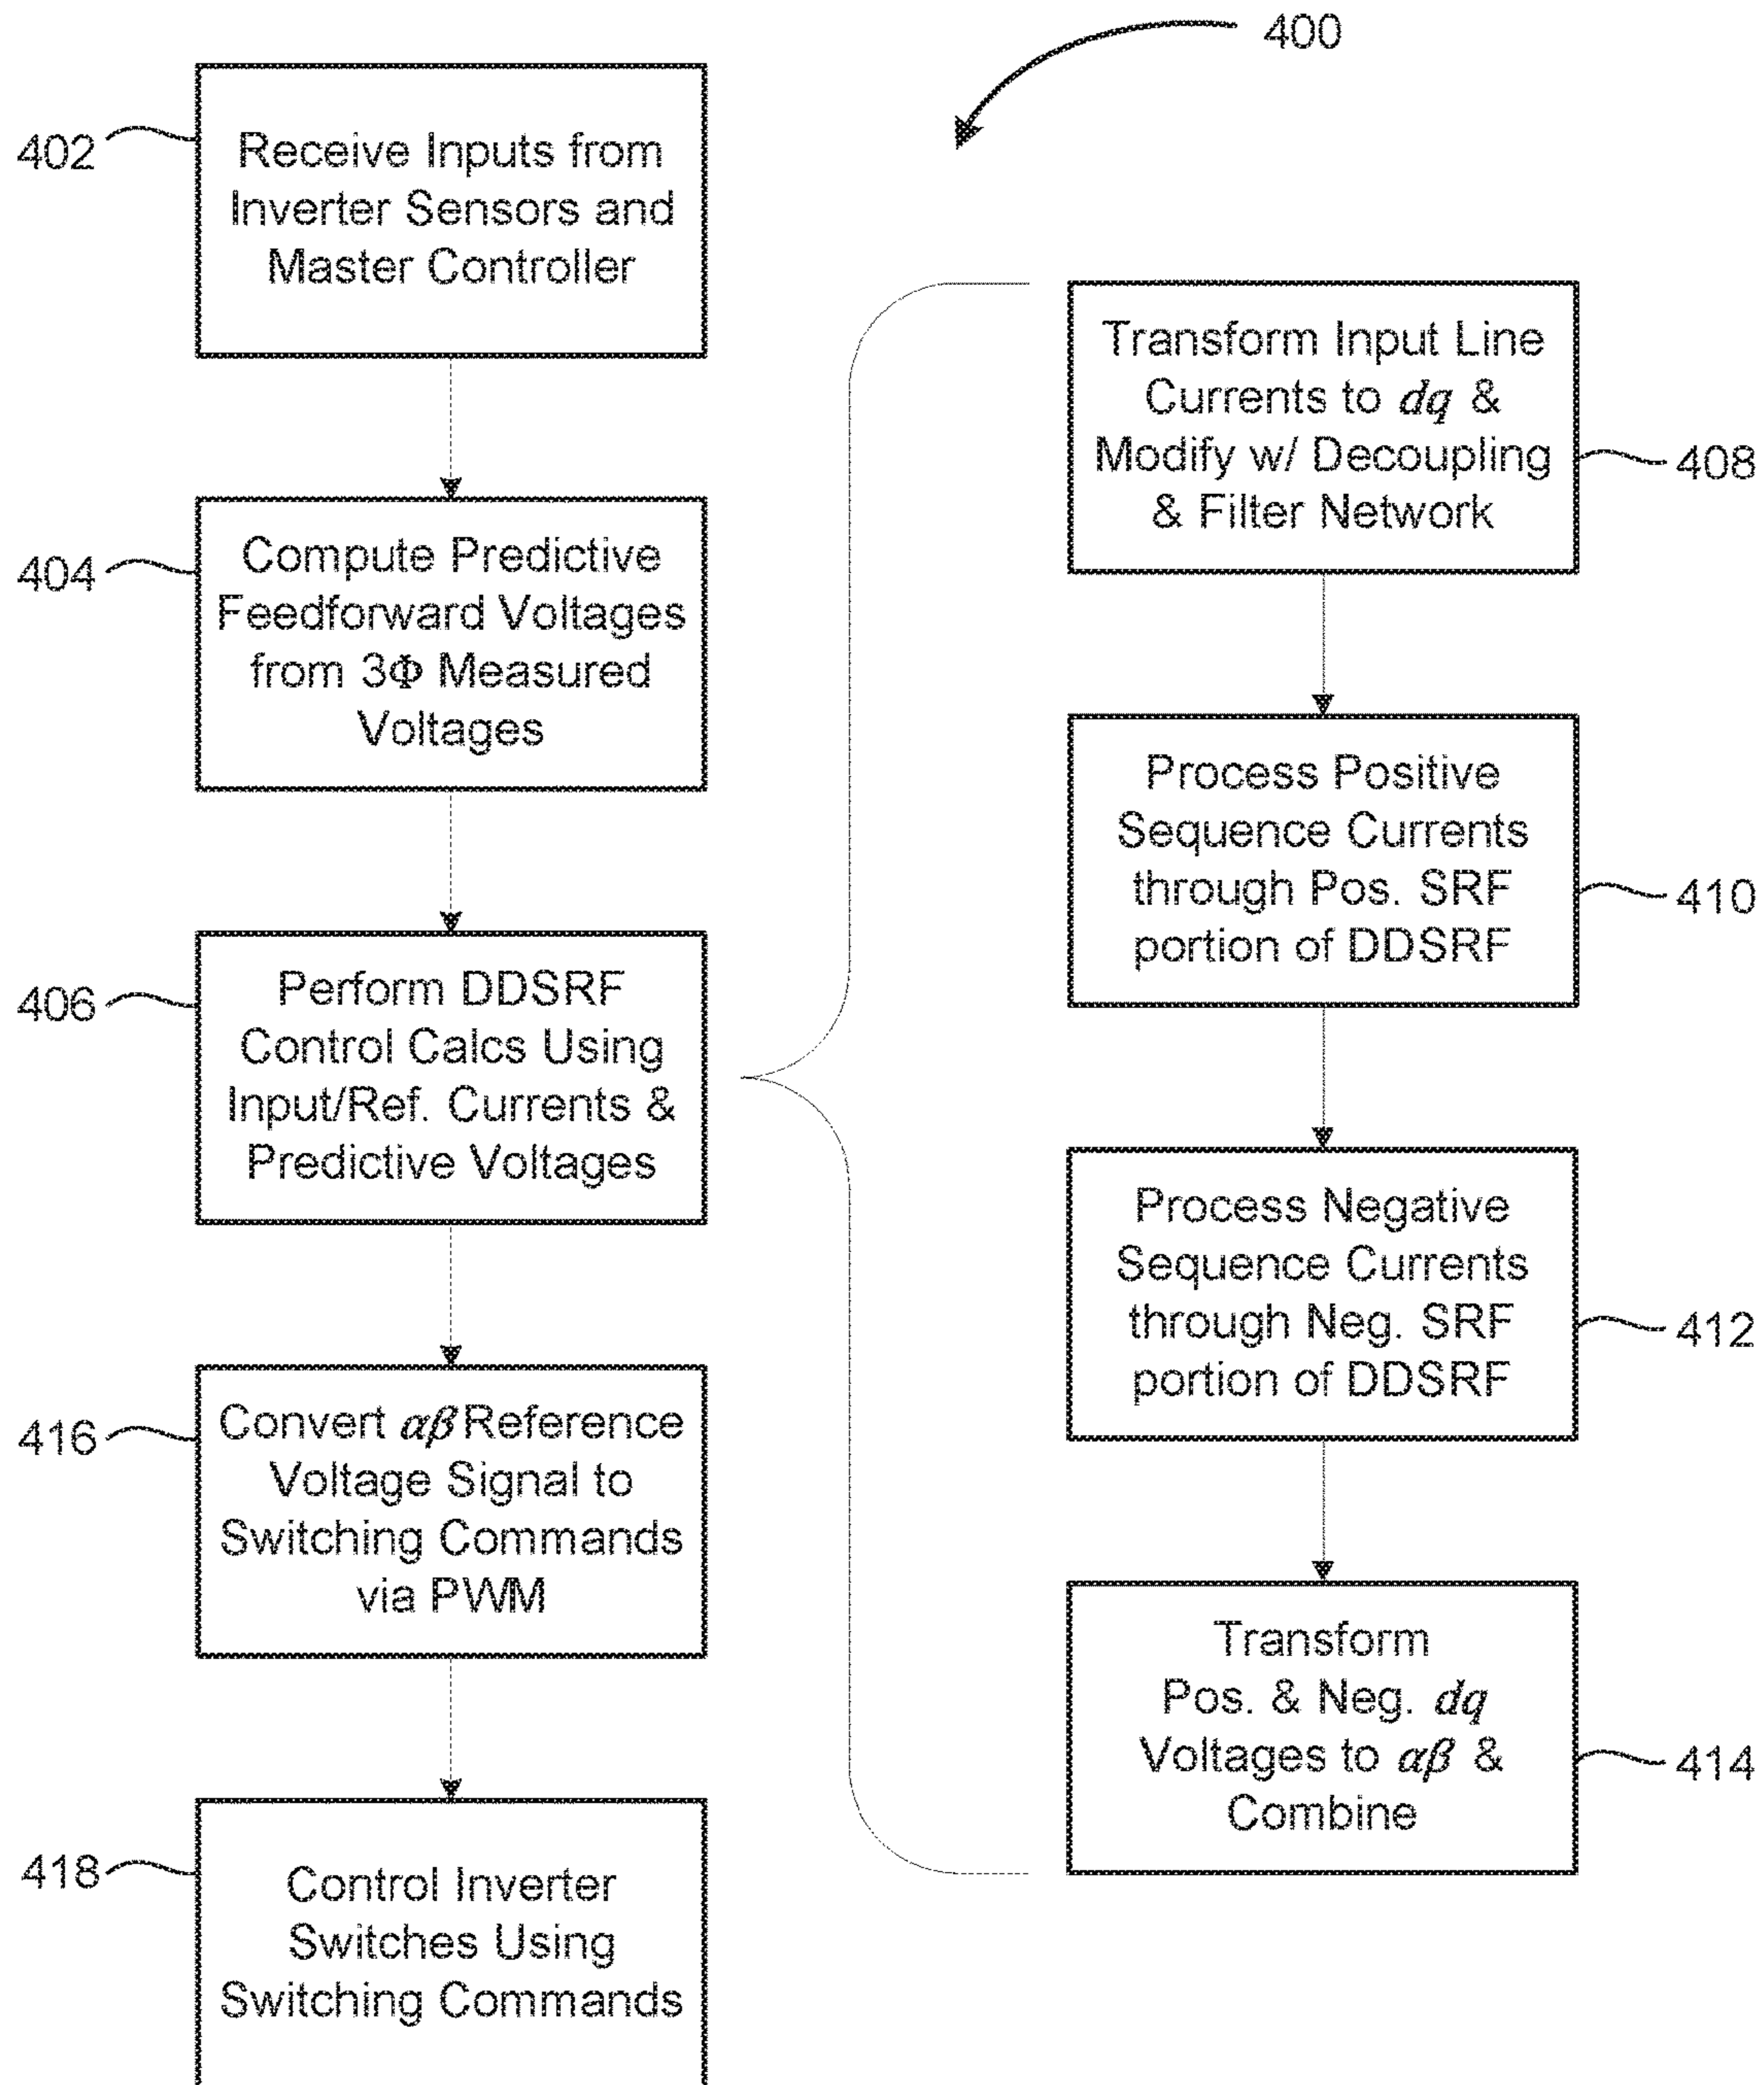 400
402
Receive Inputs from
Inverter Sensors and
Master Controller
404
Compute Predictive
Feedforward Voltages
from 3Φ Measured
Voltages
406
Perform DDSRF
Control Calcs Using
Input/Ref. Currents &
Predictive Voltages
Transform Input Line
Currents to dq &
Modify w/ Decoupling
& Filter Network
408
Process Positive
Sequence Currents
through Pos. SRF
portion of DDSRF
410
Process Negative
Sequence Currents
through Neg. SRF
portion of DDSRF
412
Transform
Pos. & Neg. dq
Voltages to αβ &
Combine
414
416
Convert αβ Reference
Voltage Signal to
Switching Commands
via PWM
418
Control Inverter
Switches Using
Switching Commands